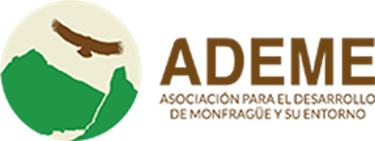 ADEME
ASOCIACIÓN PARA EL DESARROLLO
DE MONFRAGÜE Y SU ENTORNO